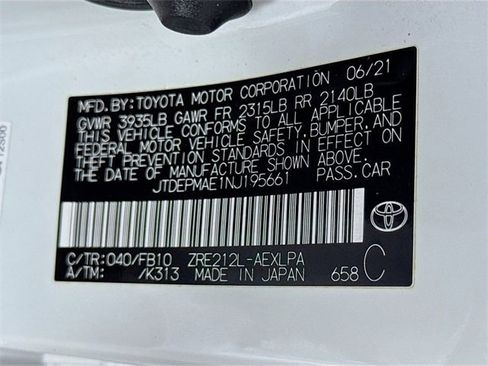 MFD.BY:TOYOTA MOTOR CORPORATION 06/21
GVWR 3935LB GAWR FR 2315LB RR 2140LB
THIS VEHICLE CONFORMS TO ALL APPLICABLE
FEDERAL MOTOR VEHICLE SAFETY,BUMPER,AND
THEFT PREVENTION STANDARDS IN EFFECT ON
THE DATE OF MANUFACTURE SHOWN ABOVE.
JTDEPMAE1NJ195661 PASS.CAR
C/TR:040/FB10 ZRE212L-AEXLPA
A/TM: /K313 MADE IN JAPAN 658 C